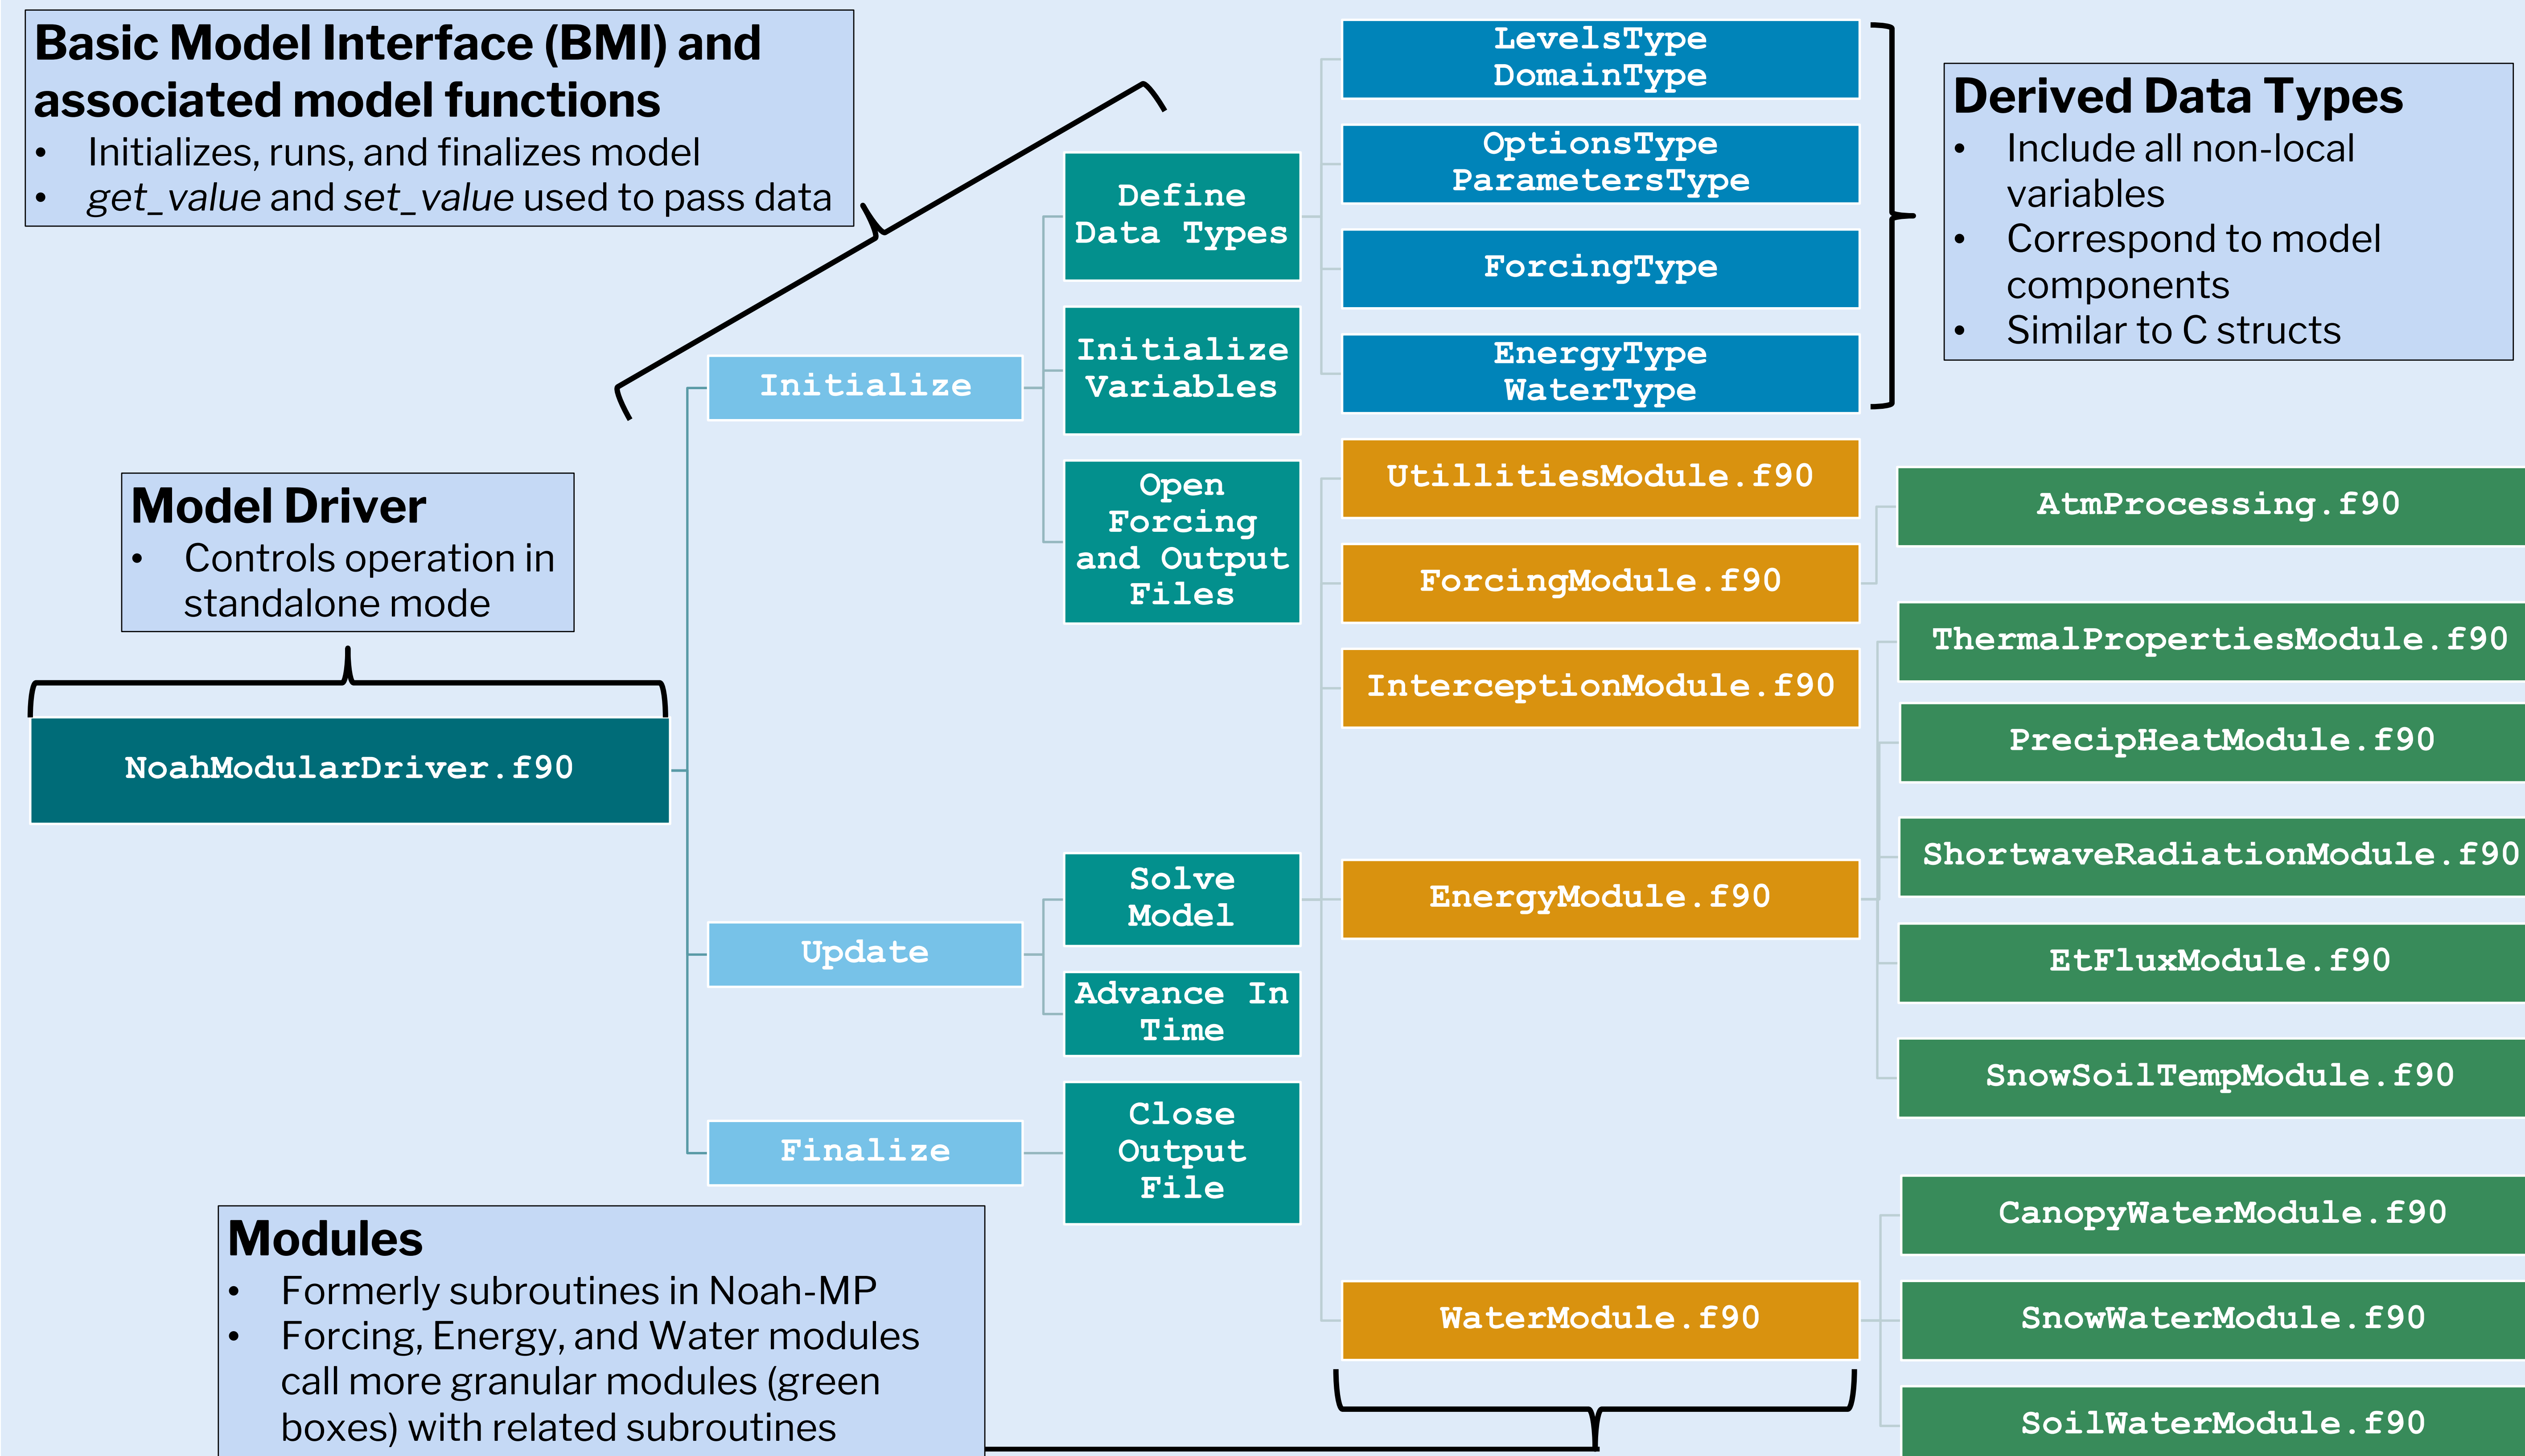 Basic Model Interface (BMI) and
associated model functions
• Initializes, runs, and finalizes model
• get_value and set_value used to pass data
Model Driver
• Controls operation in
standalone mode
NoahModularDriver.f90
Initialize
Update
Finalize
Define
Data Types
Initialize
Variables
Open
Forcing
and Output
Files
Solve
Model
Advance In
Time
Close
Output
File
LevelsType
DomainType
OptionsType
ParametersType
ForcingType
EnergyType
WaterType
Derived Data Types
• Include all non-local
variables
• Correspond to model
components
• Similar to C structs
UtillitiesModule.f90
ForcingModule.f90
InterceptionModule.f90
EnergyModule.f90
WaterModule.f90
AtmProcessing.f90
ThermalPropertiesModule.f90
PrecipHeatModule.f90
ShortwaveRadiationModule.f90
EtFluxModule.f90
SnowSoilTempModule.f90
CanopyWaterModule.f90
SnowWaterModule.f90
SoilWaterModule.f90
Modules
• Formerly subroutines in Noah-MP
• Forcing, Energy, and Water modules
call more granular modules (green
boxes) with related subroutines